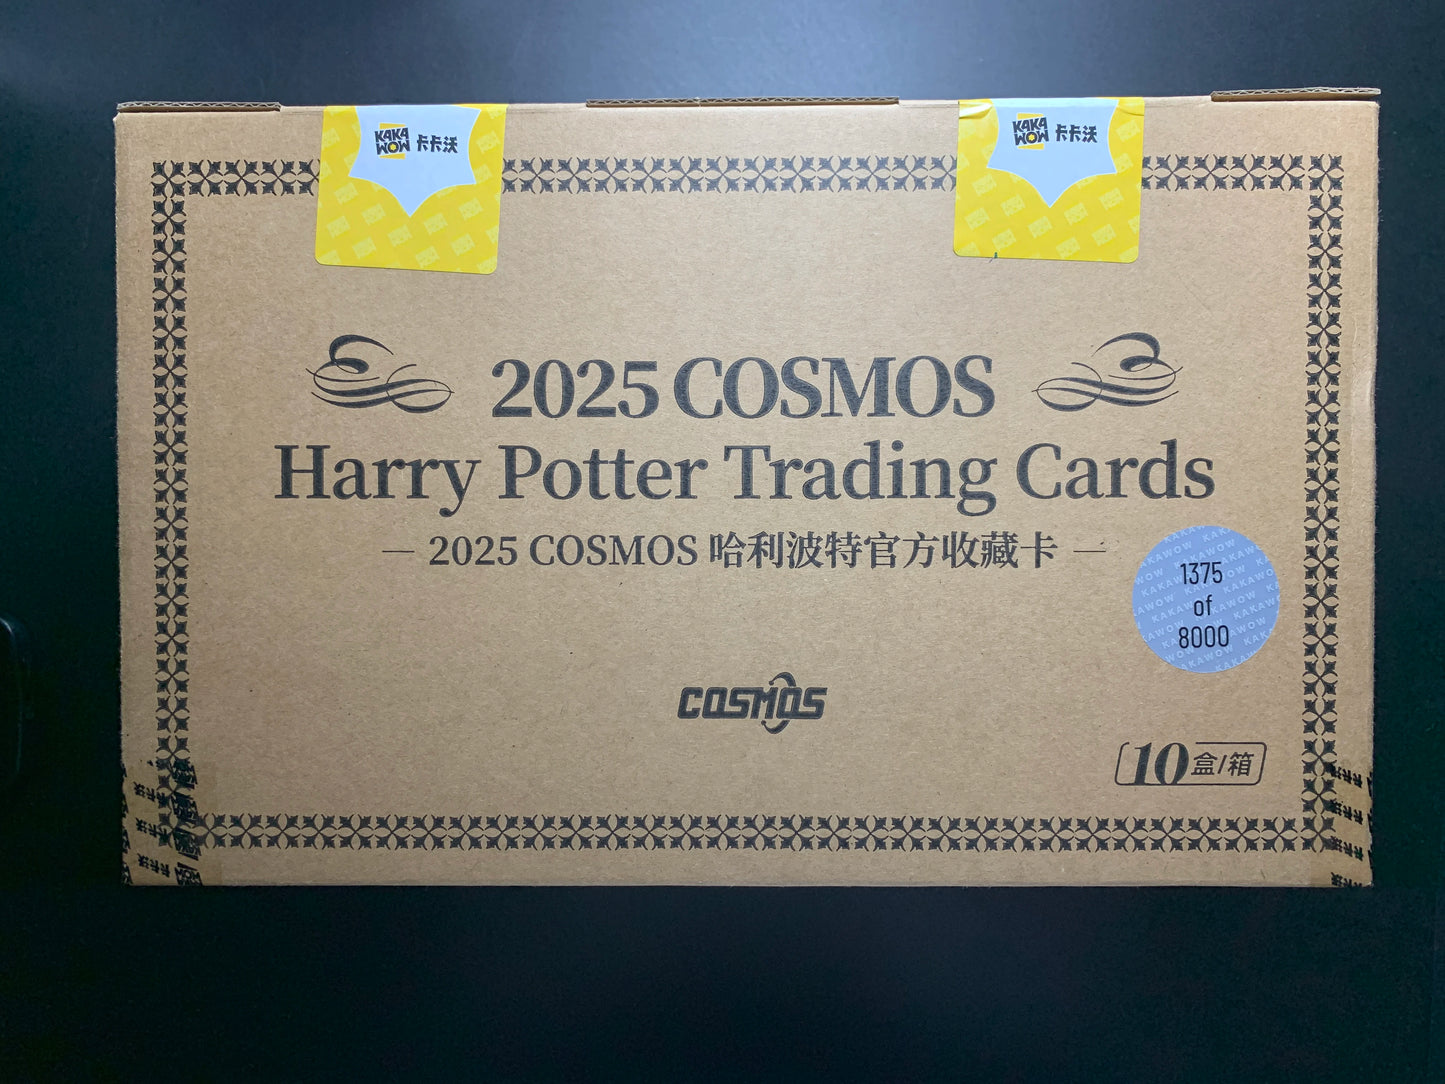 KAKA WOW 卡卡沃
KAKA WOW 卡卡沃
2025 COSMOS
Harry Potter Trading Cards
— 2025 COSMOS 哈利波特官方收藏卡 —
1375
of
8000
COSMOS
10盒/箱